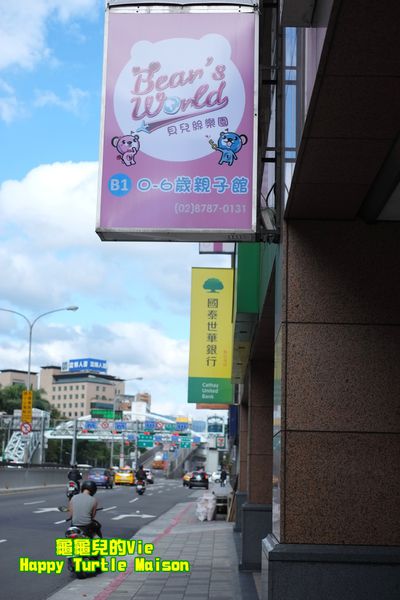 Bear's
World
貝兒絲樂園
B1 0-6歲親子館
(02)8787-0131
國泰世華銀行
Cathay
United
Bank
龜龜兒的Vie
Happy Turtle Maison